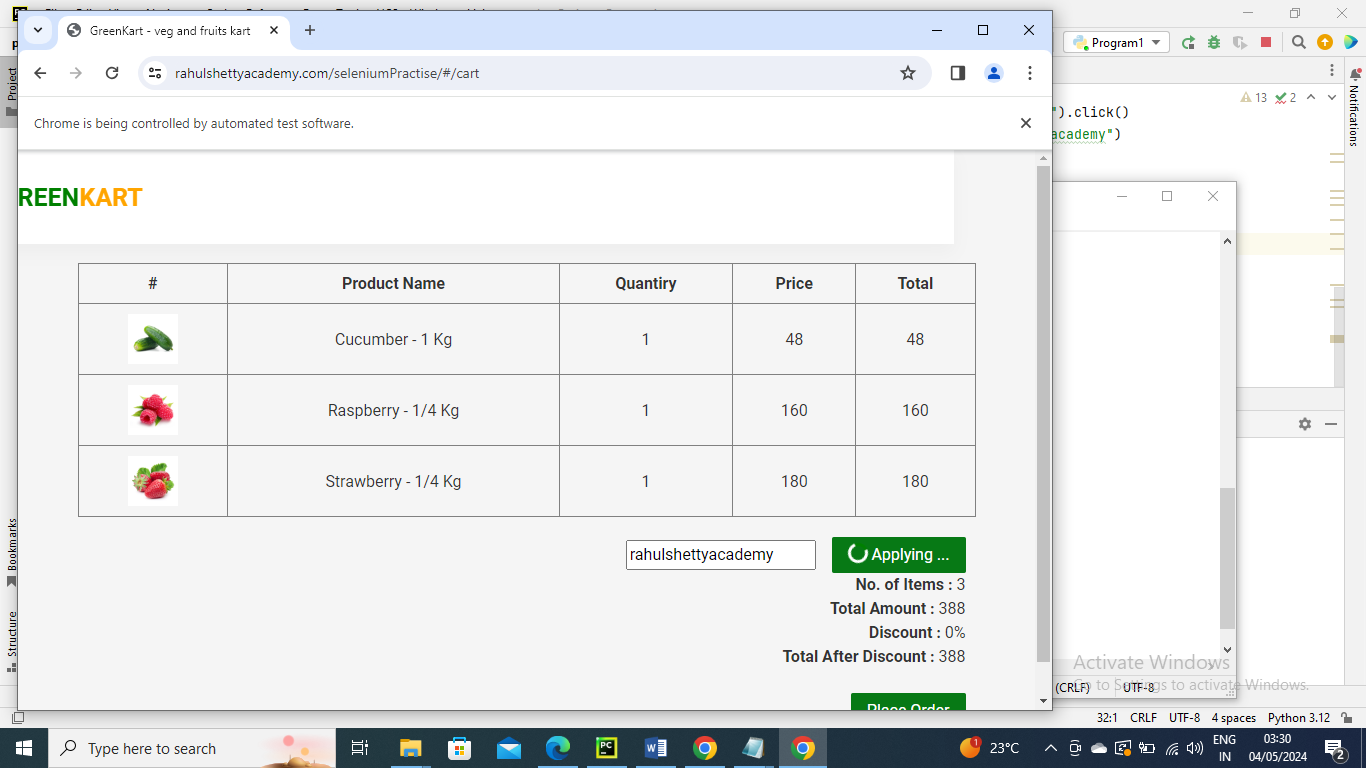 GreenKart - veg and fruits kart
rahulshettyacademy.com/seleniumPractise/#/cart
Program1
Chrome is being controlled by automated test software.
13 2
").click()
academy")
Project
Notifications
REENKART
# Product Name Quantiry Price Total
Cucumber - 1 Kg 1 48 48
Raspberry - 1/4 Kg 1 160 160
Strawberry - 1/4 Kg 1 180 180
rahulshettyacademy Applying ...
No. of Items : 3
Total Amount : 388
Discount : 0%
Total After Discount : 388
Place Order
Bookmarks
Structure
Activate Windows
Go to Settings to activate Windows.
(CRLF) UTF-8
32:1 CRLF UTF-8 4 spaces Python 3.12
Type here to search
PC
W
1
23°C
ENG
IN
03:30
04/05/2024
2